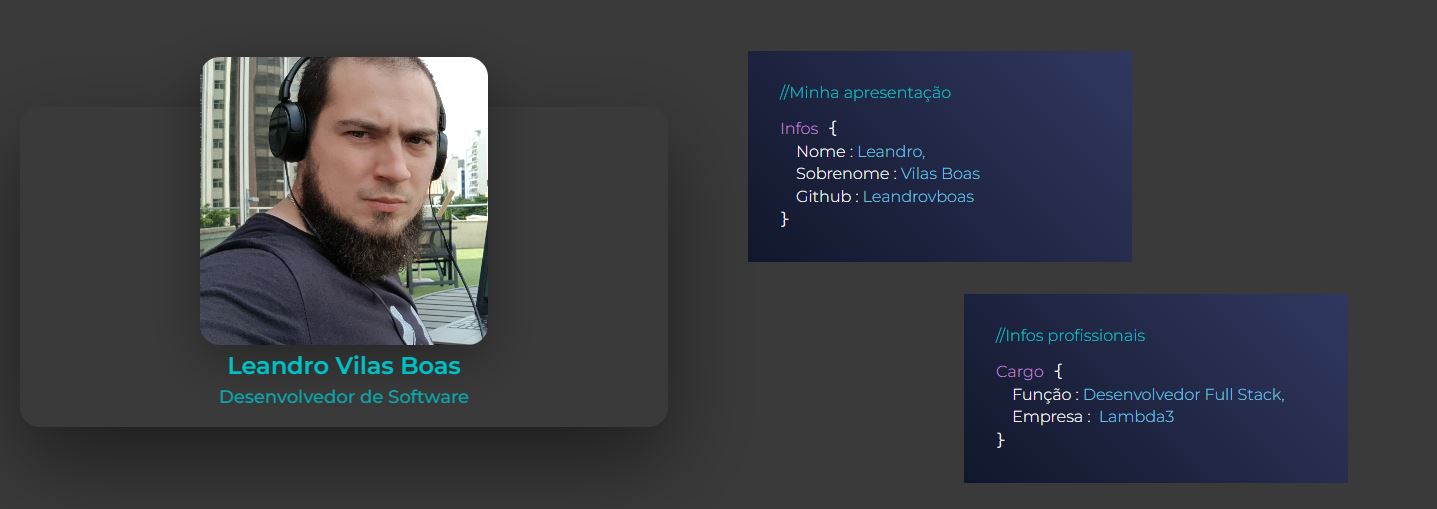 Leandro Vilas Boas
Desenvolvedor de Software
//Minha apresentação
Infos {
Nome : Leandro,
Sobrenome : Vilas Boas
Github : Leandrovboas
}
//Infos profissionais
Cargo {
Função : Desenvolvedor Full Stack,
Empresa : Lambda3
}